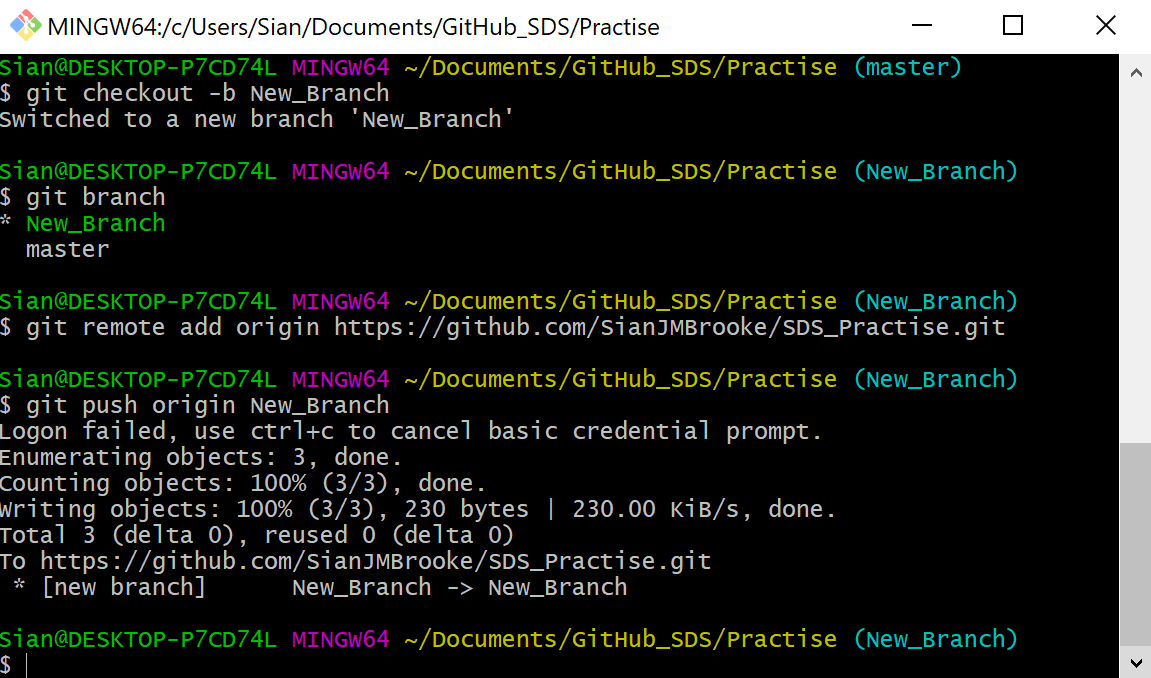 MINGW64:/c/Users/Sian/Documents/GitHub_SDS/Practise
Sian@DESKTOP-P7CD74L MINGW64 ~/Documents/GitHub_SDS/Practise (master)
$ git checkout -b New_Branch
Switched to a new branch 'New_Branch'
Sian@DESKTOP-P7CD74L MINGW64 ~/Documents/GitHub_SDS/Practise (New_Branch)
$ git branch
* New_Branch
  master
Sian@DESKTOP-P7CD74L MINGW64 ~/Documents/GitHub_SDS/Practise (New_Branch)
$ git remote add origin https://github.com/SianJMBrooke/SDS_Practise.git
Sian@DESKTOP-P7CD74L MINGW64 ~/Documents/GitHub_SDS/Practise (New_Branch)
$ git push origin New_Branch
Logon failed, use ctrl+c to cancel basic credential prompt.
Enumerating objects: 3, done.
Counting objects: 100% (3/3), done.
Writing objects: 100% (3/3), 230 bytes | 230.00 KiB/s, done.
Total 3 (delta 0), reused 0 (delta 0)
To https://github.com/SianJMBrooke/SDS_Practise.git
 * [new branch]      New_Branch -> New_Branch
Sian@DESKTOP-P7CD74L MINGW64 ~/Documents/GitHub_SDS/Practise (New_Branch)
$